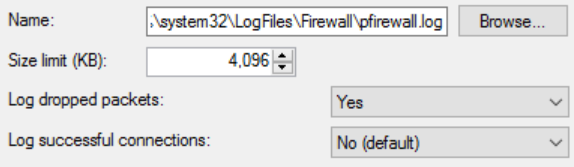 Name: :\system32\LogFiles\Firewall\pfirewall.log Browse...
Size limit (KB): 4,096
Log dropped packets: Yes
Log successful connections: No (default)